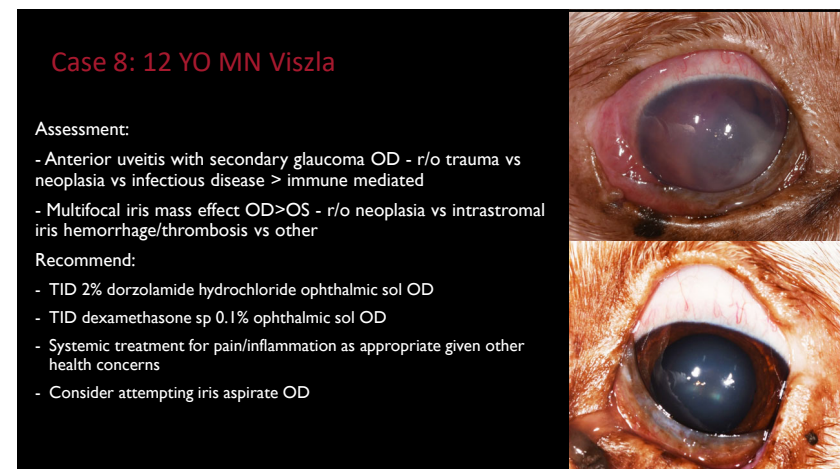 Case 8: 12 YO MN Viszla
Assessment:
- Anterior uveitis with secondary glaucoma OD - r/o trauma vs
neoplasia vs infectious disease > immune mediated
- Multifocal iris mass effect OD>OS - r/o neoplasia vs intrastromal
iris hemorrhage/thrombosis vs other
Recommend:
- TID 2% dorzolamide hydrochloride ophthalmic sol OD
- TID dexamethasone sp 0.1% ophthalmic sol OD
- Systemic treatment for pain/inflammation as appropriate given other
health concerns
- Consider attempting iris aspirate OD